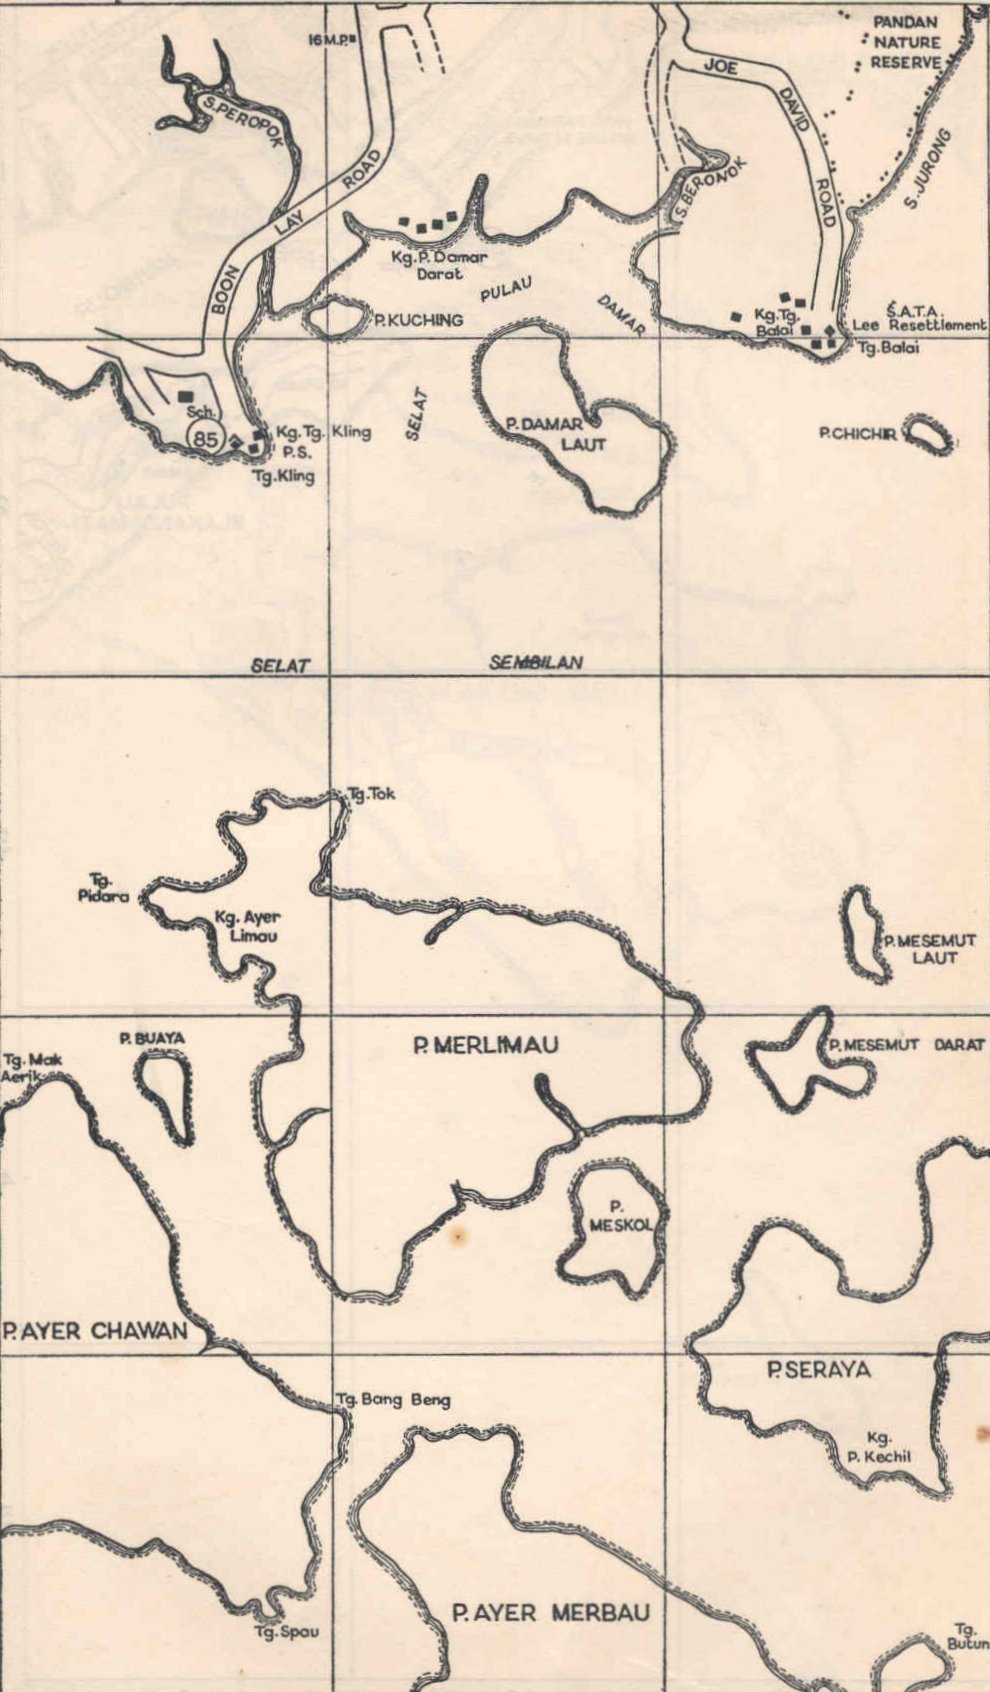 16 M.P.
PANDAN
NATURE
RESERVE
JOE
DAVID
ROAD
S. PEROPOK
BOON
LAY
ROAD
S. BERONOK
S. JURONG
Kg. P. Damar
Darat
PULAU
DAMAR
P. KUCHING
Kg. Tg.
Balai
S.A.T.A.
Lee Resettlement
Tg. Balai
SELAT
Sch.
85
Kg. Tg. Kling
P.S.
Tg. Kling
P. DAMAR
LAUT
P. CHICHIR
SELAT
SEMBILAN
Tg. Tok
Tg.
Pidara
Kg. Ayer
Limau
P. MESEMUT
LAUT
P. BUAYA
Tg. Mak
Aerik
P. MERLIMAU
P. MESEMUT DARAT
P.
MESKOL
P. AYER CHAWAN
P. SERAYA
Tg. Bang Beng
Kg.
P. Kechil
P. AYER MERBAU
Tg. Spau
Tg.
Butun